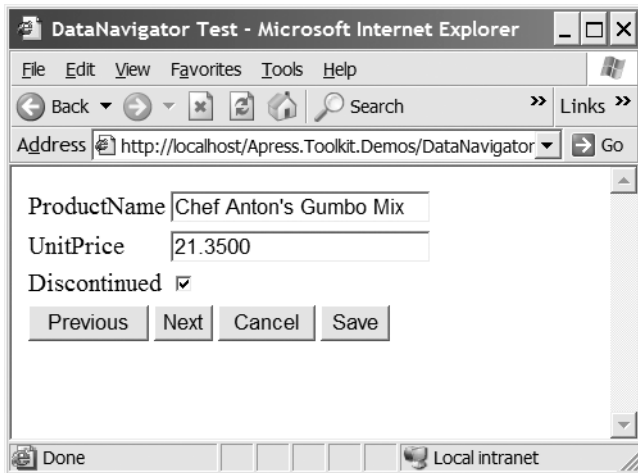 DataNavigator Test - Microsoft Internet Explorer
File Edit View Favorites Tools Help
Back Search » Links »
Address http://localhost/Apress.Toolkit.Demos/DataNavigator Go
ProductName Chef Anton's Gumbo Mix
UnitPrice 21.3500
Discontinued
Previous Next Cancel Save
Done Local intranet